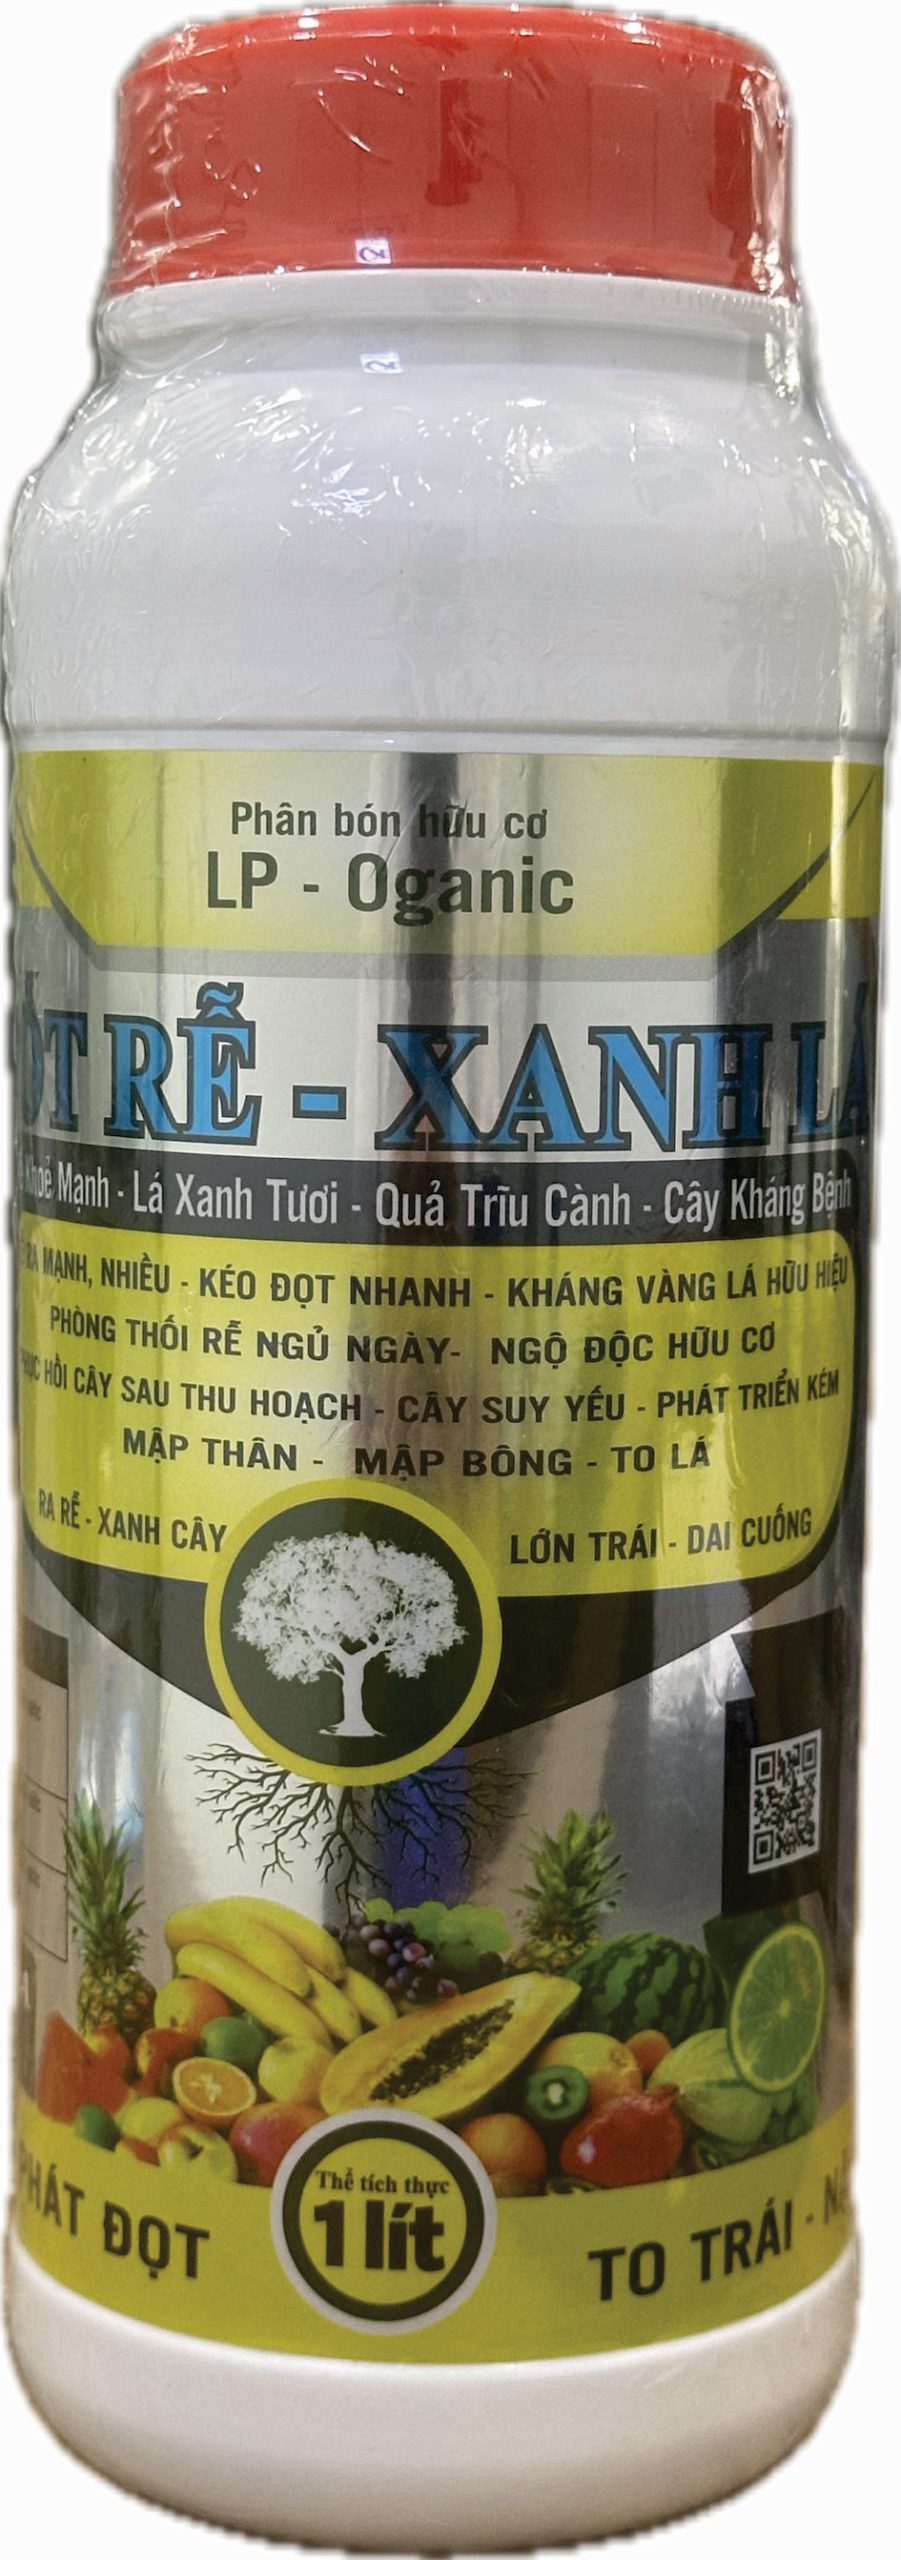 Phân bón hữu cơ
LP - Oganic
RỄ - XANH LÁ
Khoẻ Mạnh - Lá Xanh Tươi - Quả Trĩu Cành - Cây Kháng Bệnh
RA MẠNH, NHIỀU - KÉO ĐỌT NHANH - KHÁNG VÀNG LÁ HỮU HIỆU
PHÒNG THỐI RỄ NGỦ NGÀY- NGỘ ĐỘC HỮU CƠ
HỒI CÂY SAU THU HOẠCH - CÂY SUY YẾU - PHÁT TRIỂN KÉM
MẬP THÂN - MẬP BÔNG - TO LÁ
RA RỄ - XANH CÂY
LỚN TRÁI - DAI CUỐNG
Thể tích thực
1 lít
PHÁT ĐỌT
TO TRÁI -